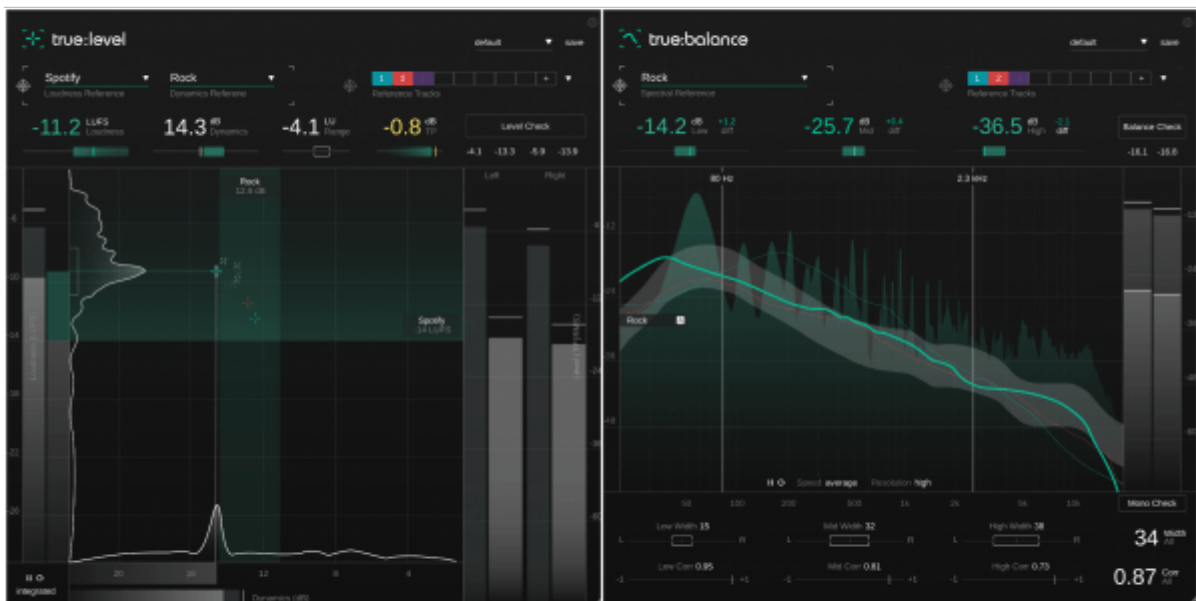 true:level
default
save
Spotify
Loudness Reference
Rock
Dynamics Reference
1
3
+
Reference Tracks
-11.2 LUFS Loudness
14.3 dB Dynamics
-4.1 LU Range
-0.8 dB TP
Level Check
-4.1 -13.3 -5.9 -13.9
Left
Right
Rock
12.6 dB
Spotify
-14 LUFS
20 16 12 8 4
integrated
Dynamics (dB)
true:balance
default
save
Rock
Spectral Reference
1
2
+
Reference Tracks
-14.2 dB Low +1.2 diff
-25.7 dB Mid +0.4 diff
-36.5 dB High -2.1 diff
Balance Check
-16.1 -16.8
80 Hz
2.3 kHz
Rock
Speed average
Resolution high
50 100 200 500 1k 2k 5k 10k
Mono Check
Low Width 15
Mid Width 32
High Width 38
L R
L R
L R
34 Width All
Low Corr 0.95
Mid Corr 0.81
High Corr 0.73
-1 +1
-1 +1
-1 +1
0.87 Corr All